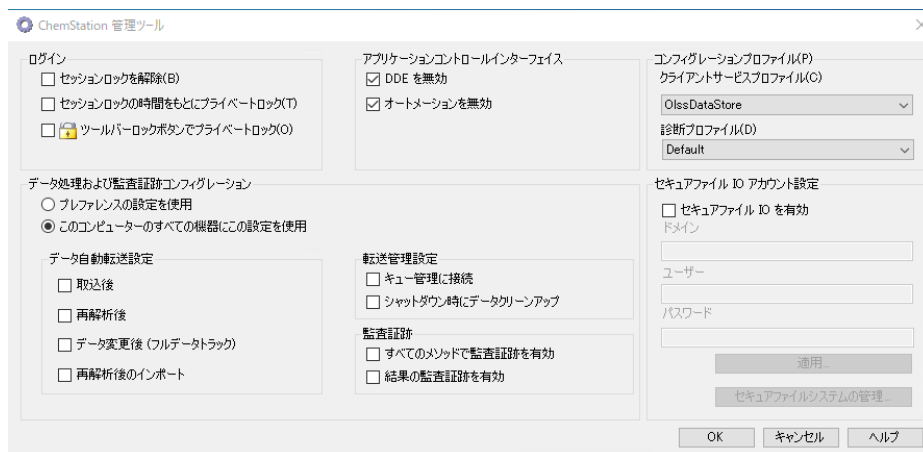 ChemStation 管理ツール
ログイン
セッションロックを解除(B)
セッションロックの時間をもとにプライベートロック(T)
ツールバーロックボタンでプライベートロック(O)
アプリケーションコントロールインターフェイス
DDE を無効
オートメーションを無効
コンフィグレーションプロファイル(P)
クライアントサービスプロファイル(C)
OlssDataStore
診断プロファイル(D)
Default
データ処理および監査証跡コンフィグレーション
プレファレンスの設定を使用
このコンピューターのすべての機器にこの設定を使用
データ自動転送設定
取込後
再解析後
データ変更後 (フルデータトラック)
再解析後のインポート
転送管理設定
キュー管理に接続
シャットダウン時にデータクリーンアップ
監査証跡
すべてのメソッドで監査証跡を有効
結果の監査証跡を有効
セキュアファイル IO アカウント設定
セキュアファイル IO を有効
ドメイン
ユーザー
パスワード
適用...
セキュアファイルシステムの管理...
OK
キャンセル
ヘルプ